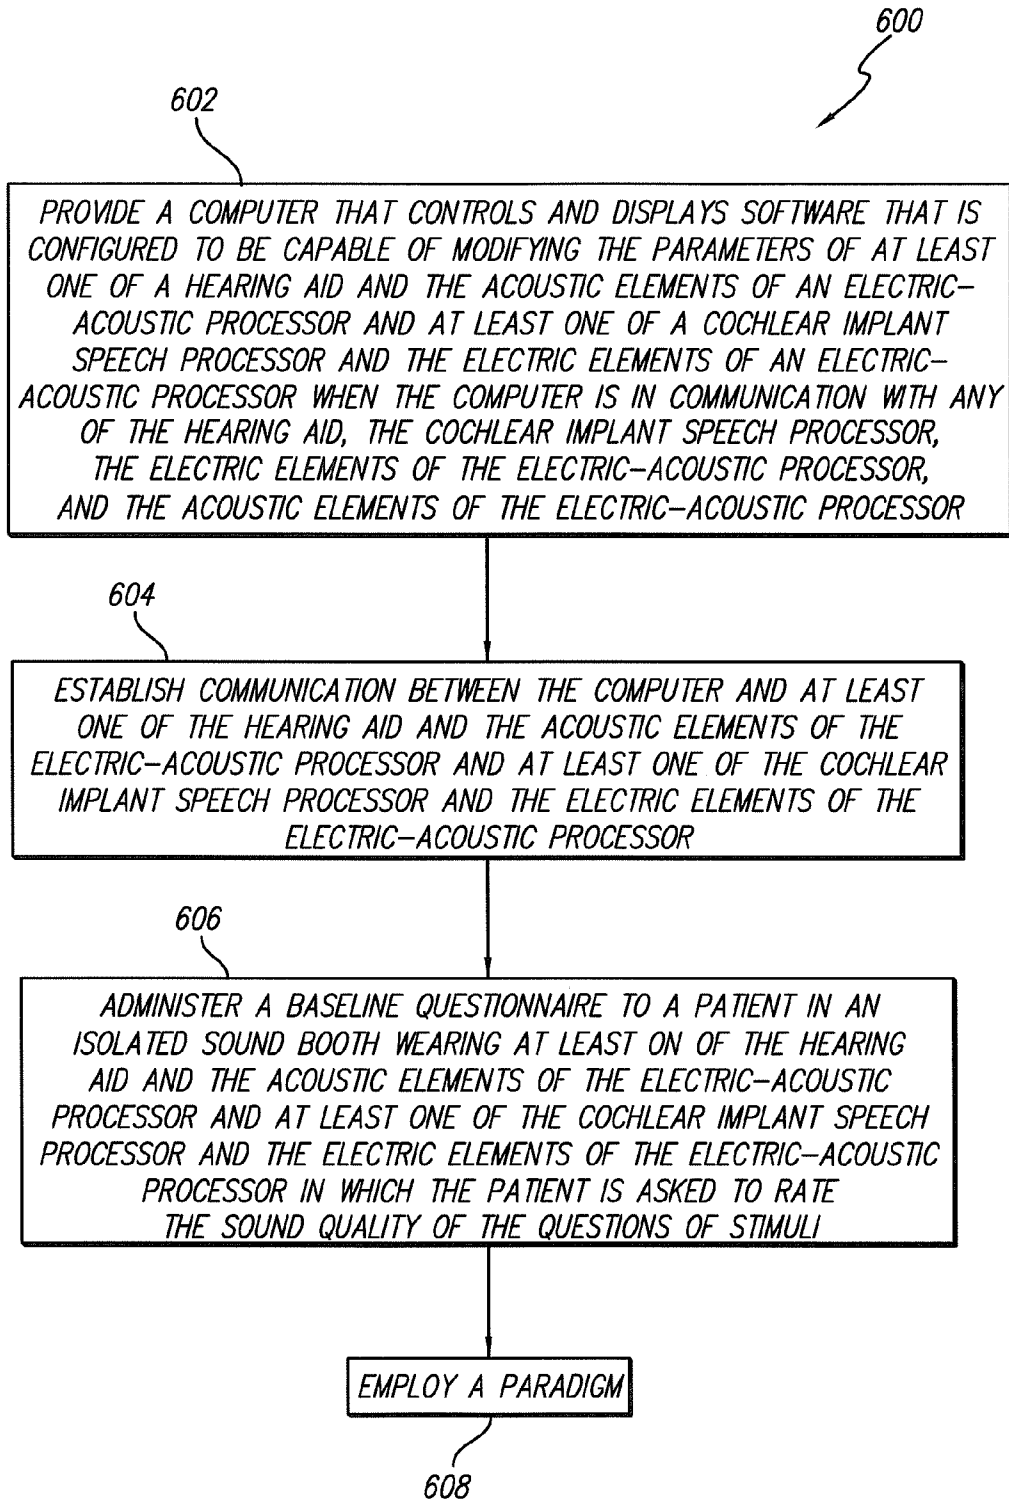 600
602
PROVIDE A COMPUTER THAT CONTROLS AND DISPLAYS SOFTWARE THAT IS
CONFIGURED TO BE CAPABLE OF MODIFYING THE PARAMETERS OF AT LEAST
ONE OF A HEARING AID AND THE ACOUSTIC ELEMENTS OF AN ELECTRIC-
ACOUSTIC PROCESSOR AND AT LEAST ONE OF A COCHLEAR IMPLANT
SPEECH PROCESSOR AND THE ELECTRIC ELEMENTS OF AN ELECTRIC-
ACOUSTIC PROCESSOR WHEN THE COMPUTER IS IN COMMUNICATION WITH ANY
OF THE HEARING AID, THE COCHLEAR IMPLANT SPEECH PROCESSOR,
THE ELECTRIC ELEMENTS OF THE ELECTRIC-ACOUSTIC PROCESSOR,
AND THE ACOUSTIC ELEMENTS OF THE ELECTRIC-ACOUSTIC PROCESSOR
604
ESTABLISH COMMUNICATION BETWEEN THE COMPUTER AND AT LEAST
ONE OF THE HEARING AID AND THE ACOUSTIC ELEMENTS OF THE
ELECTRIC-ACOUSTIC PROCESSOR AND AT LEAST ONE OF THE COCHLEAR
IMPLANT SPEECH PROCESSOR AND THE ELECTRIC ELEMENTS OF THE
ELECTRIC-ACOUSTIC PROCESSOR
606
ADMINISTER A BASELINE QUESTIONNAIRE TO A PATIENT IN AN
ISOLATED SOUND BOOTH WEARING AT LEAST ON OF THE HEARING
AID AND THE ACOUSTIC ELEMENTS OF THE ELECTRIC-ACOUSTIC
PROCESSOR AND AT LEAST ONE OF THE COCHLEAR IMPLANT SPEECH
PROCESSOR AND THE ELECTRIC ELEMENTS OF THE ELECTRIC-ACOUSTIC
PROCESSOR IN WHICH THE PATIENT IS ASKED TO RATE
THE SOUND QUALITY OF THE QUESTIONS OF STIMULI
EMPLOY A PARADIGM
608